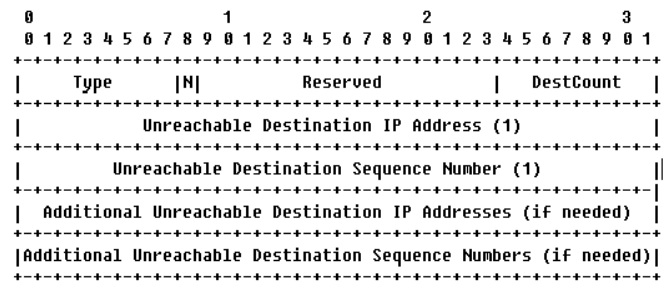 0                   1                   2                   3
0 1 2 3 4 5 6 7 8 9 0 1 2 3 4 5 6 7 8 9 0 1 2 3 4 5 6 7 8 9 0 1
+-+-+-+-+-+-+-+-+-+-+-+-+-+-+-+-+-+-+-+-+-+-+-+-+-+-+-+-+-+-+-+-+
|     Type      |N|          Reserved           |   DestCount   |
+-+-+-+-+-+-+-+-+-+-+-+-+-+-+-+-+-+-+-+-+-+-+-+-+-+-+-+-+-+-+-+-+
|            Unreachable Destination IP Address (1)             |
+-+-+-+-+-+-+-+-+-+-+-+-+-+-+-+-+-+-+-+-+-+-+-+-+-+-+-+-+-+-+-+-+
|         Unreachable Destination Sequence Number (1)           ||
+-+-+-+-+-+-+-+-+-+-+-+-+-+-+-+-+-+-+-+-+-+-+-+-+-+-+-+-+-+-+-+-|
|  Additional Unreachable Destination IP Addresses (if needed)  |
+-+-+-+-+-+-+-+-+-+-+-+-+-+-+-+-+-+-+-+-+-+-+-+-+-+-+-+-+-+-+-+-+
|Additional Unreachable Destination Sequence Numbers (if needed)|
+-+-+-+-+-+-+-+-+-+-+-+-+-+-+-+-+-+-+-+-+-+-+-+-+-+-+-+-+-+-+-+-+